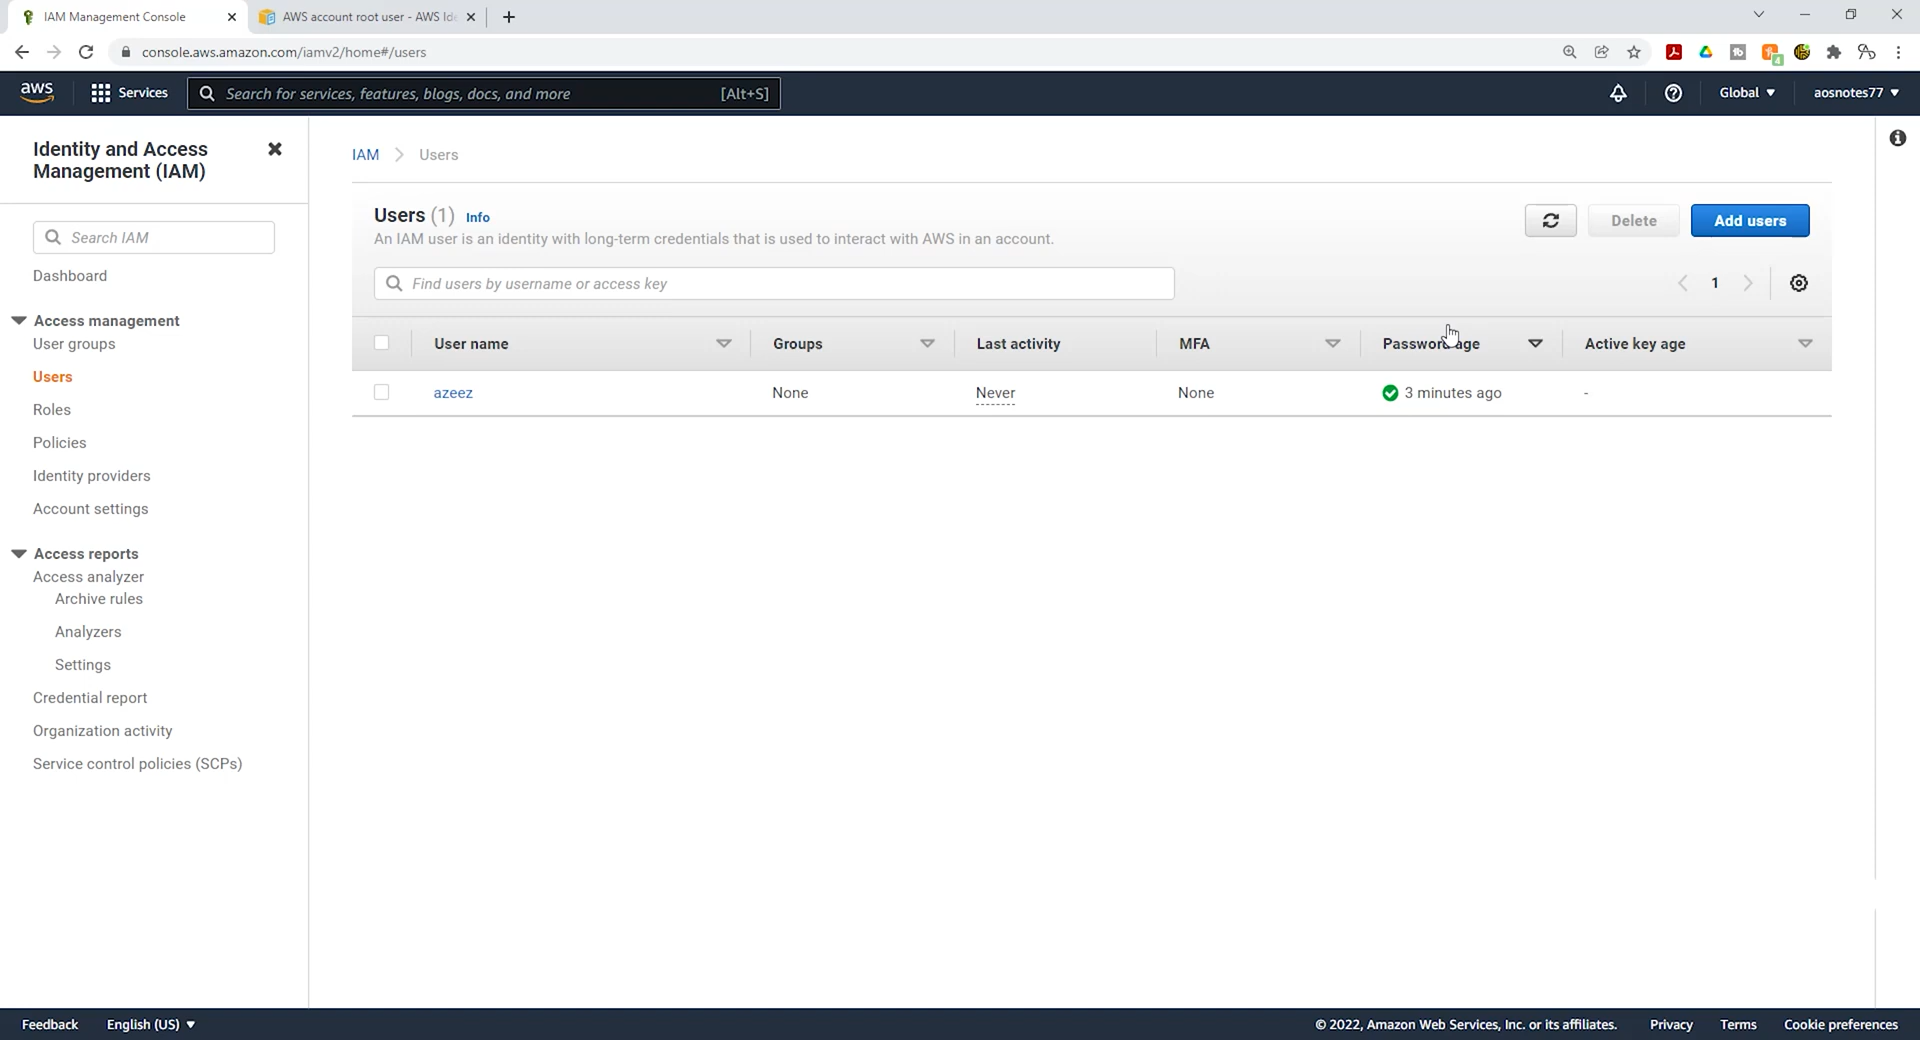 IAM Management Console
AWS account root user - AWS Ide
console.aws.amazon.com/iamv2/home#/users
4
aws
Services
Search for services, features, blogs, docs, and more
[Alt+S]
Global
aosnotes77
Identity and Access
Management (IAM)
Search IAM
Dashboard
Access management
User groups
Users
Roles
Policies
Identity providers
Account settings
Access reports
Access analyzer
Archive rules
Analyzers
Settings
Credential report
Organization activity
Service control policies (SCPs)
IAM
Users
Users (1) Info
An IAM user is an identity with long-term credentials that is used to interact with AWS in an account.
Delete
Add users
Find users by username or access key
1
User name
Groups
Last activity
MFA
Password age
Active key age
azeez
None
Never
None
3 minutes ago
-
Feedback
English (US)
© 2022, Amazon Web Services, Inc. or its affiliates.
Privacy
Terms
Cookie preferences